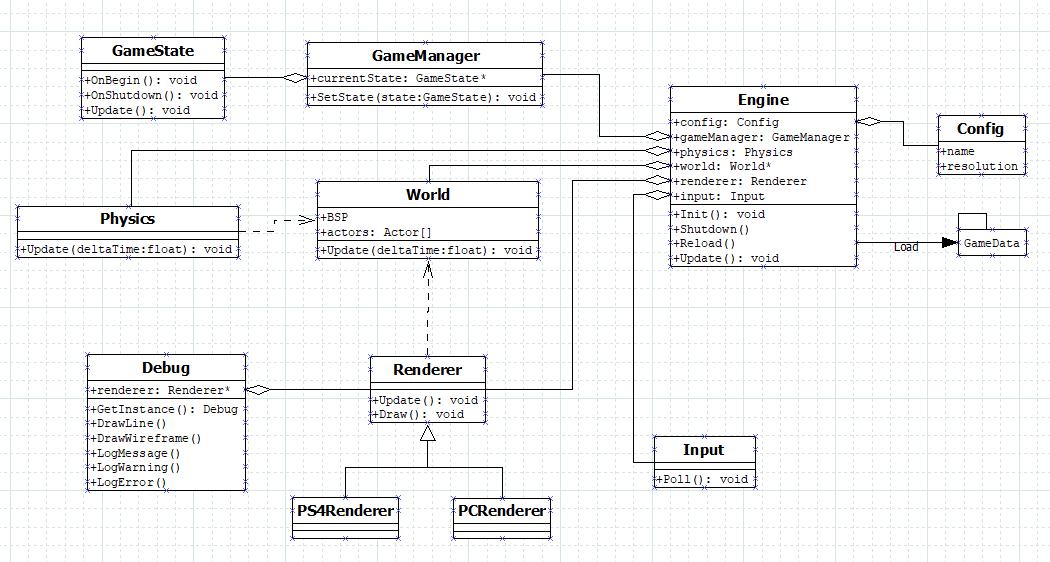 GameState
+OnBegin(): void
+OnShutdown(): void
+Update(): void
GameManager
+currentState: GameState*
+SetState(state:GameState): void
Engine
+config: Config
+gameManager: GameManager
+physics: Physics
+world: World*
+renderer: Renderer
+input: Input
+Init(): void
+Shutdown()
+Reload()
+Update(): void
Config
+name
+resolution
Load
GameData
Physics
+Update(deltaTime:float): void
World
+BSP
+actors: Actor[]
+Update(deltaTime:float): void
Debug
+renderer: Renderer*
+GetInstance(): Debug
+DrawLine()
+DrawWireframe()
+LogMessage()
+LogWarning()
+LogError()
Renderer
+Update(): void
+Draw(): void
PS4Renderer
PCRenderer
Input
+Poll(): void